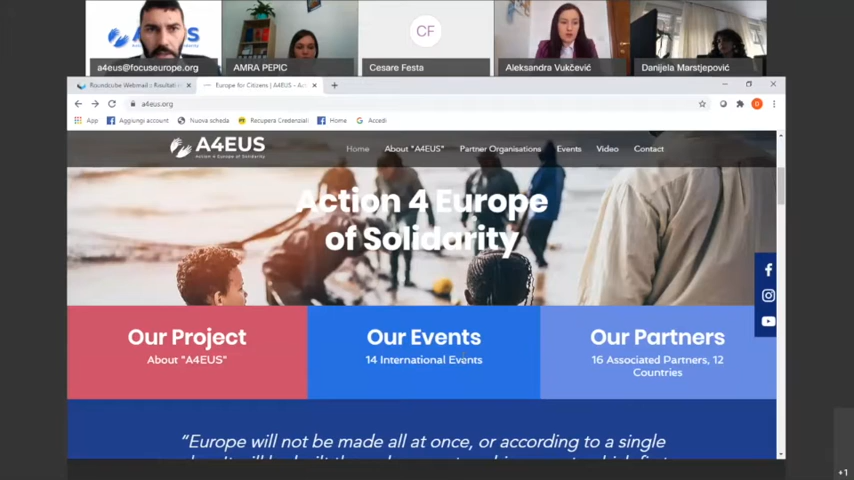 A4EUS
CF
a4eus@focuseurope.org
AMRA PEPIC
Cesare Festa
Aleksandra Vukčević
Danijela Marstjepović
Roundcube Webmail :: Risultati
Europe for Citizens | A4EUS - Ac
a4eus.org
App
Aggiungi account
Nuova scheda
Recupera Credenziali
Home
Accedi
A4EUS
Action 4 Europe of Solidarity
Home
About "A4EUS"
Partner Organisations
Events
Video
Contact
Action 4 Europe
of Solidarity
Our Project
About "A4EUS"
Our Events
14 International Events
Our Partners
16 Associated Partners, 12
Countries
“Europe will not be made all at once, or according to a single
+1